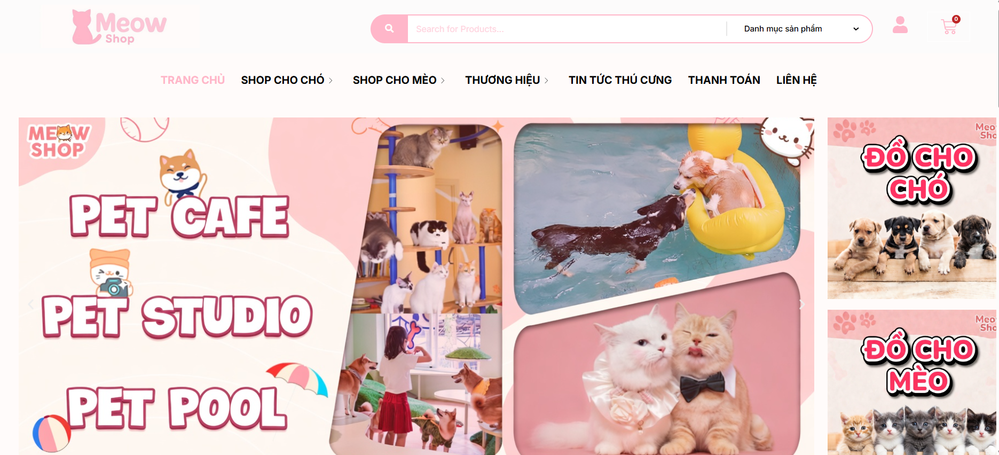 Meow
Shop
Search for Products...
Danh mục sản phẩm
0
TRANG CHỦ
SHOP CHO CHÓ
SHOP CHO MÈO
THƯƠNG HIỆU
TIN TỨC THÚ CƯNG
THANH TOÁN
LIÊN HỆ
MEOW
SHOP
PET CAFE
PET STUDIO
PET POOL
Meo
Sho
ĐỒ CHO
CHÓ
Meo
Sho
ĐỒ CHO
MÈO